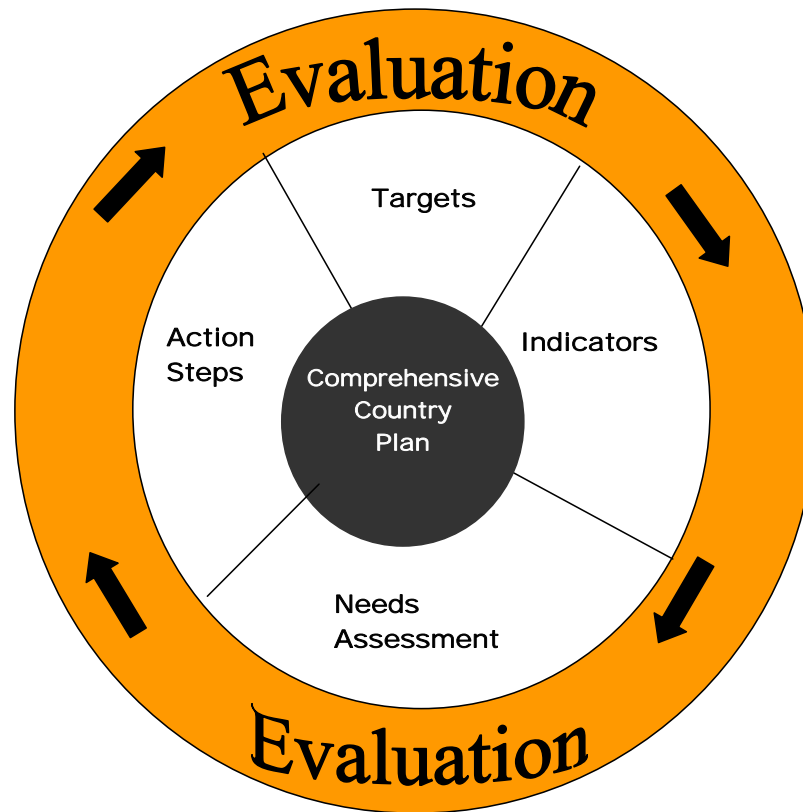 Evaluation
Targets
Action
Steps
Indicators
Comprehensive
Country
Plan
Needs
Assessment
Evaluation